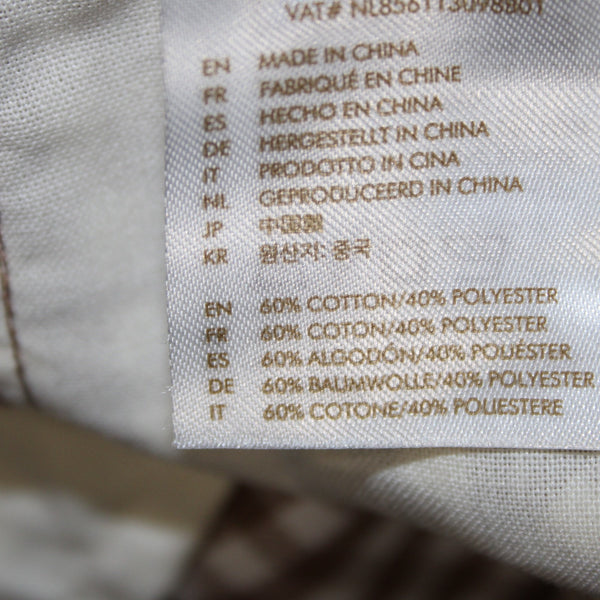 VAT# NL856113098B01
EN MADE IN CHINA
FR FABRIQUÉ EN CHINE
ES HECHO EN CHINA
DE HERGESTELLT IN CHINA
IT PRODOTTO IN CINA
NL GEPRODUCEERD IN CHINA
JP 中国製
KR 원산지: 중국
EN 60% COTTON/40% POLYESTER
FR 60% COTON/40% POLYESTER
ES 60% ALGODÓN/40% POLIÉSTER
DE 60% BAUMWOLLE/40% POLYESTER
IT 60% COTONE/40% POLIESTERE